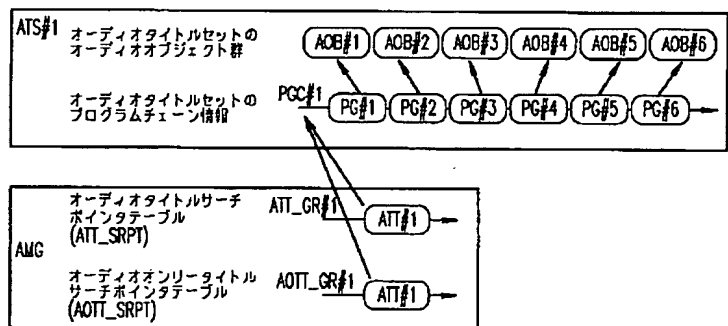 ATS#1
オーディオタイトルセットの
オーディオオブジェクト群
AOB#1 AOB#2 AOB#3 AOB#4 AOB#5 AOB#6
オーディオタイトルセットの
プログラムチェーン情報
PGC#1
PG#1 PG#2 PG#3 PG#4 PG#5 PG#6
AMG
オーディオタイトルサーチ
ポインタテーブル
(ATT_SRPT)
ATT_GR#1
ATT#1
オーディオオンリータイトル
サーチポインタテーブル
(AOTT_SRPT)
AOTT_GR#1
ATT#1